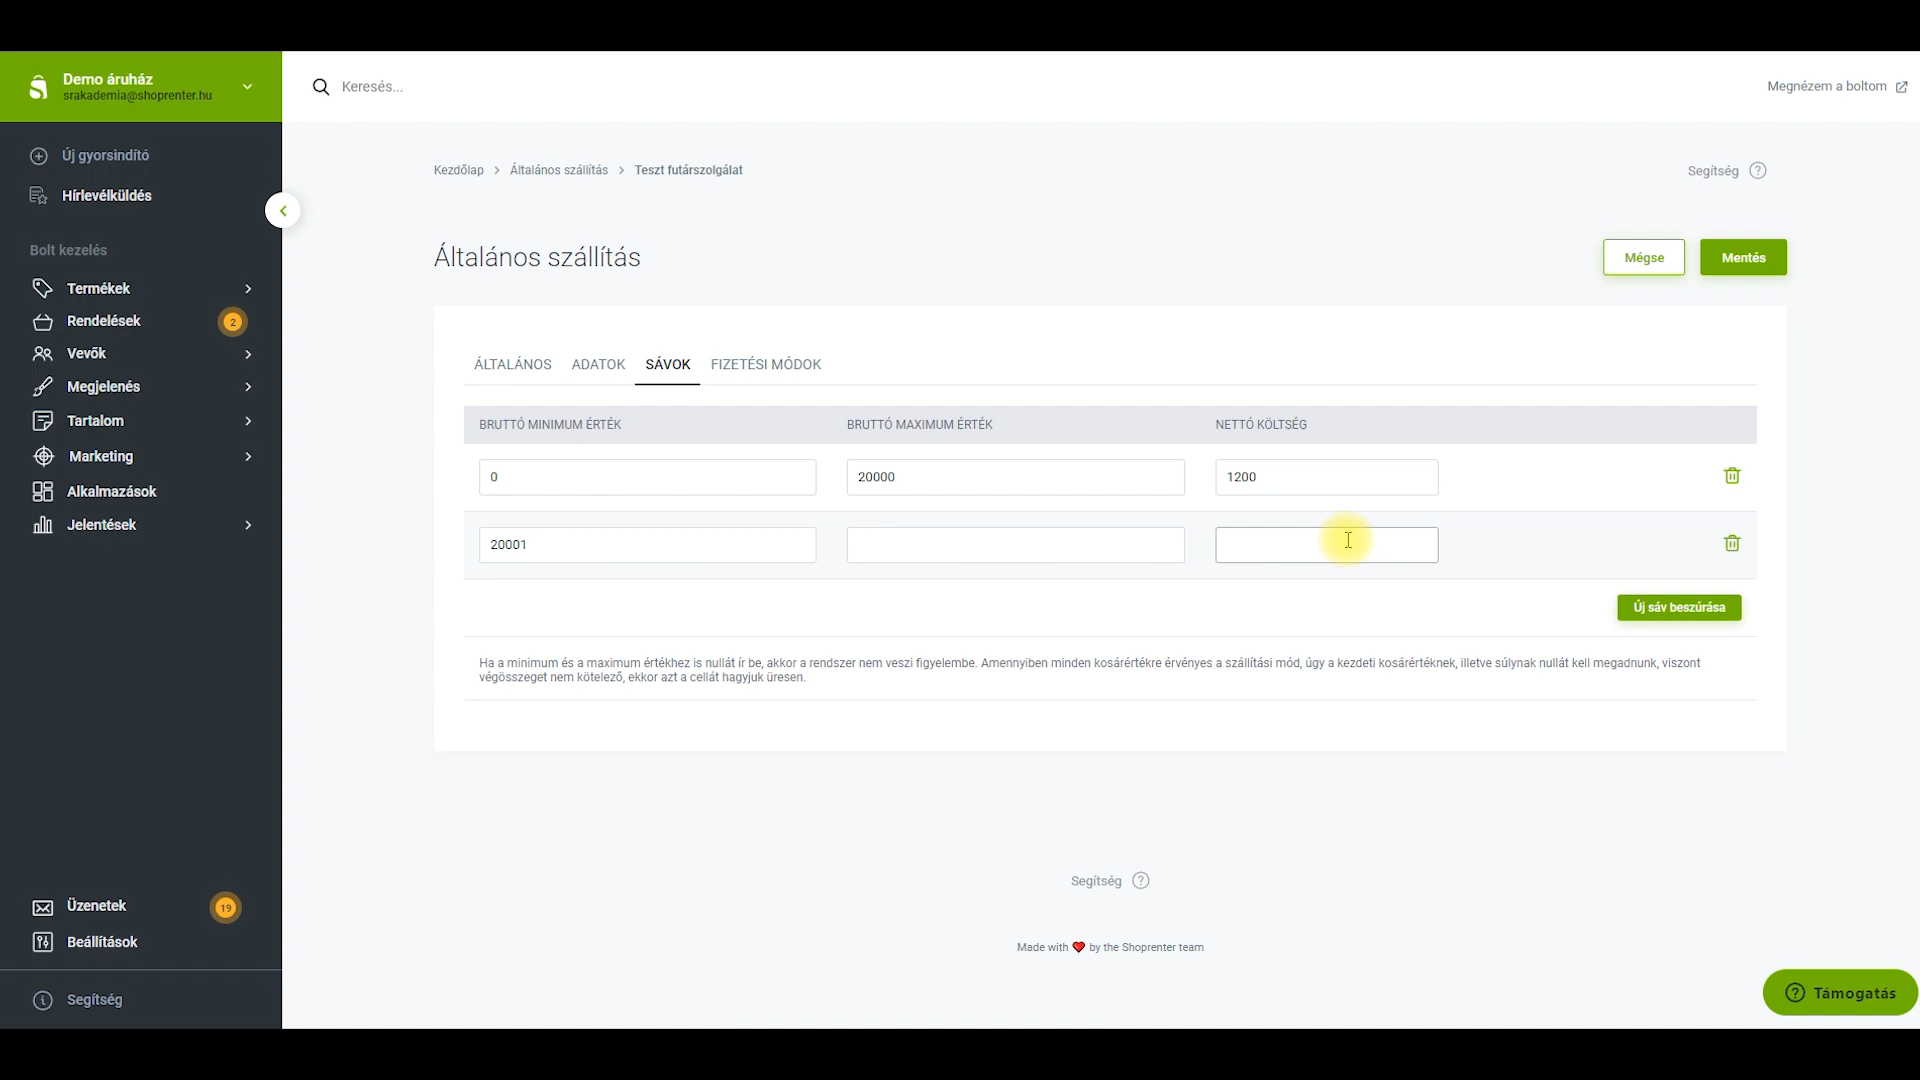 Demo áruház
srakademia@shoprenter.hu
Keresés...
Megnézem a boltom
Új gyorsindító
Hírlevélküldés
Bolt kezelés
Termékek
Rendelések 2
Vevők
Megjelenés
Tartalom
Marketing
Alkalmazások
Jelentések
Üzenetek 19
Beállítások
Segítség
Kezdőlap > Általános szállítás > Teszt futárszolgálat
Segítség ?
Általános szállítás
Mégse
Mentés
ÁLTALÁNOS ADATOK SÁVOK FIZETÉSI MÓDOK
BRUTTÓ MINIMUM ÉRTÉK BRUTTÓ MAXIMUM ÉRTÉK NETTÓ KÖLTSÉG
0 20000 1200
20001
Új sáv beszúrása
Ha a minimum és a maximum értékhez is nullát ír be, akkor a rendszer nem veszi figyelembe. Amennyiben minden kosárértékre érvényes a szállítási mód, úgy a kezdeti kosárértéknek, illetve súlynak nullát kell megadnunk, viszont
végösszeget nem kötelező, ekkor azt a cellát hagyjuk üresen.
Segítség ?
Made with ❤ by the Shoprenter team
? Támogatás